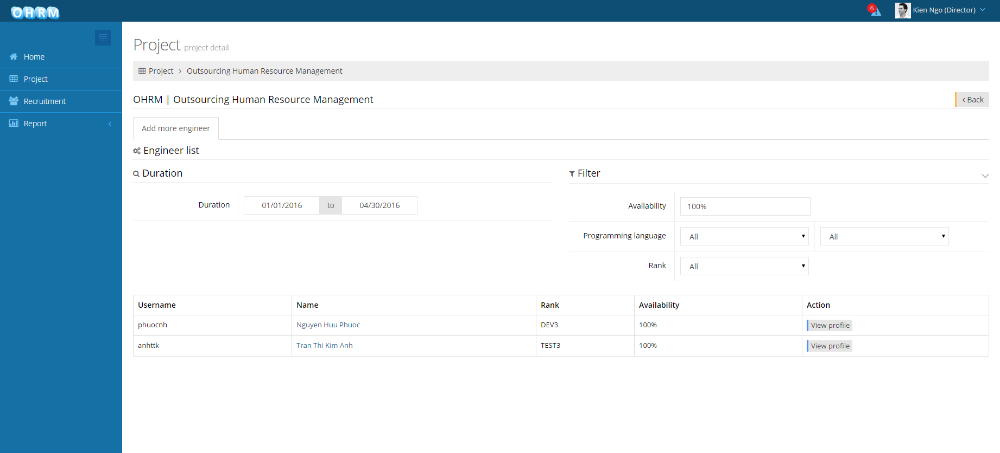 OHRM
6
Kien Ngo (Director)
Home
Project
Recruitment
Report
Project project detail
Project > Outsourcing Human Resource Management
OHRM | Outsourcing Human Resource Management
< Back
Add more engineer
Engineer list
Duration
Duration 01/01/2016 to 04/30/2016
Filter
Availability 100%
Programming language All All
Rank All
Username Name Rank Availability Action
phuocnh Nguyen Huu Phuoc DEV3 100% View profile
anhttk Tran Thi Kim Anh TEST3 100% View profile